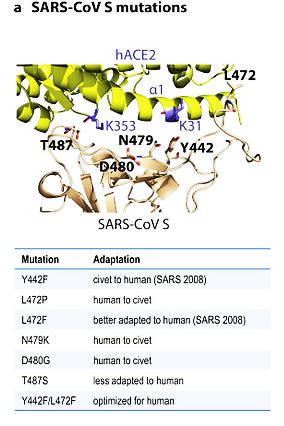 a SARS-CoV S mutations
hACE2
L472
α1
K353
K31
T487
N479
Y442
D480
SARS-CoV S
Mutation Adaptation
Y442F civet to human (SARS 2008)
L472P human to civet
L472F better adapted to human (SARS 2008)
N479K human to civet
D480G human to civet
T487S less adapted to human
Y442F/L472F optimized for human